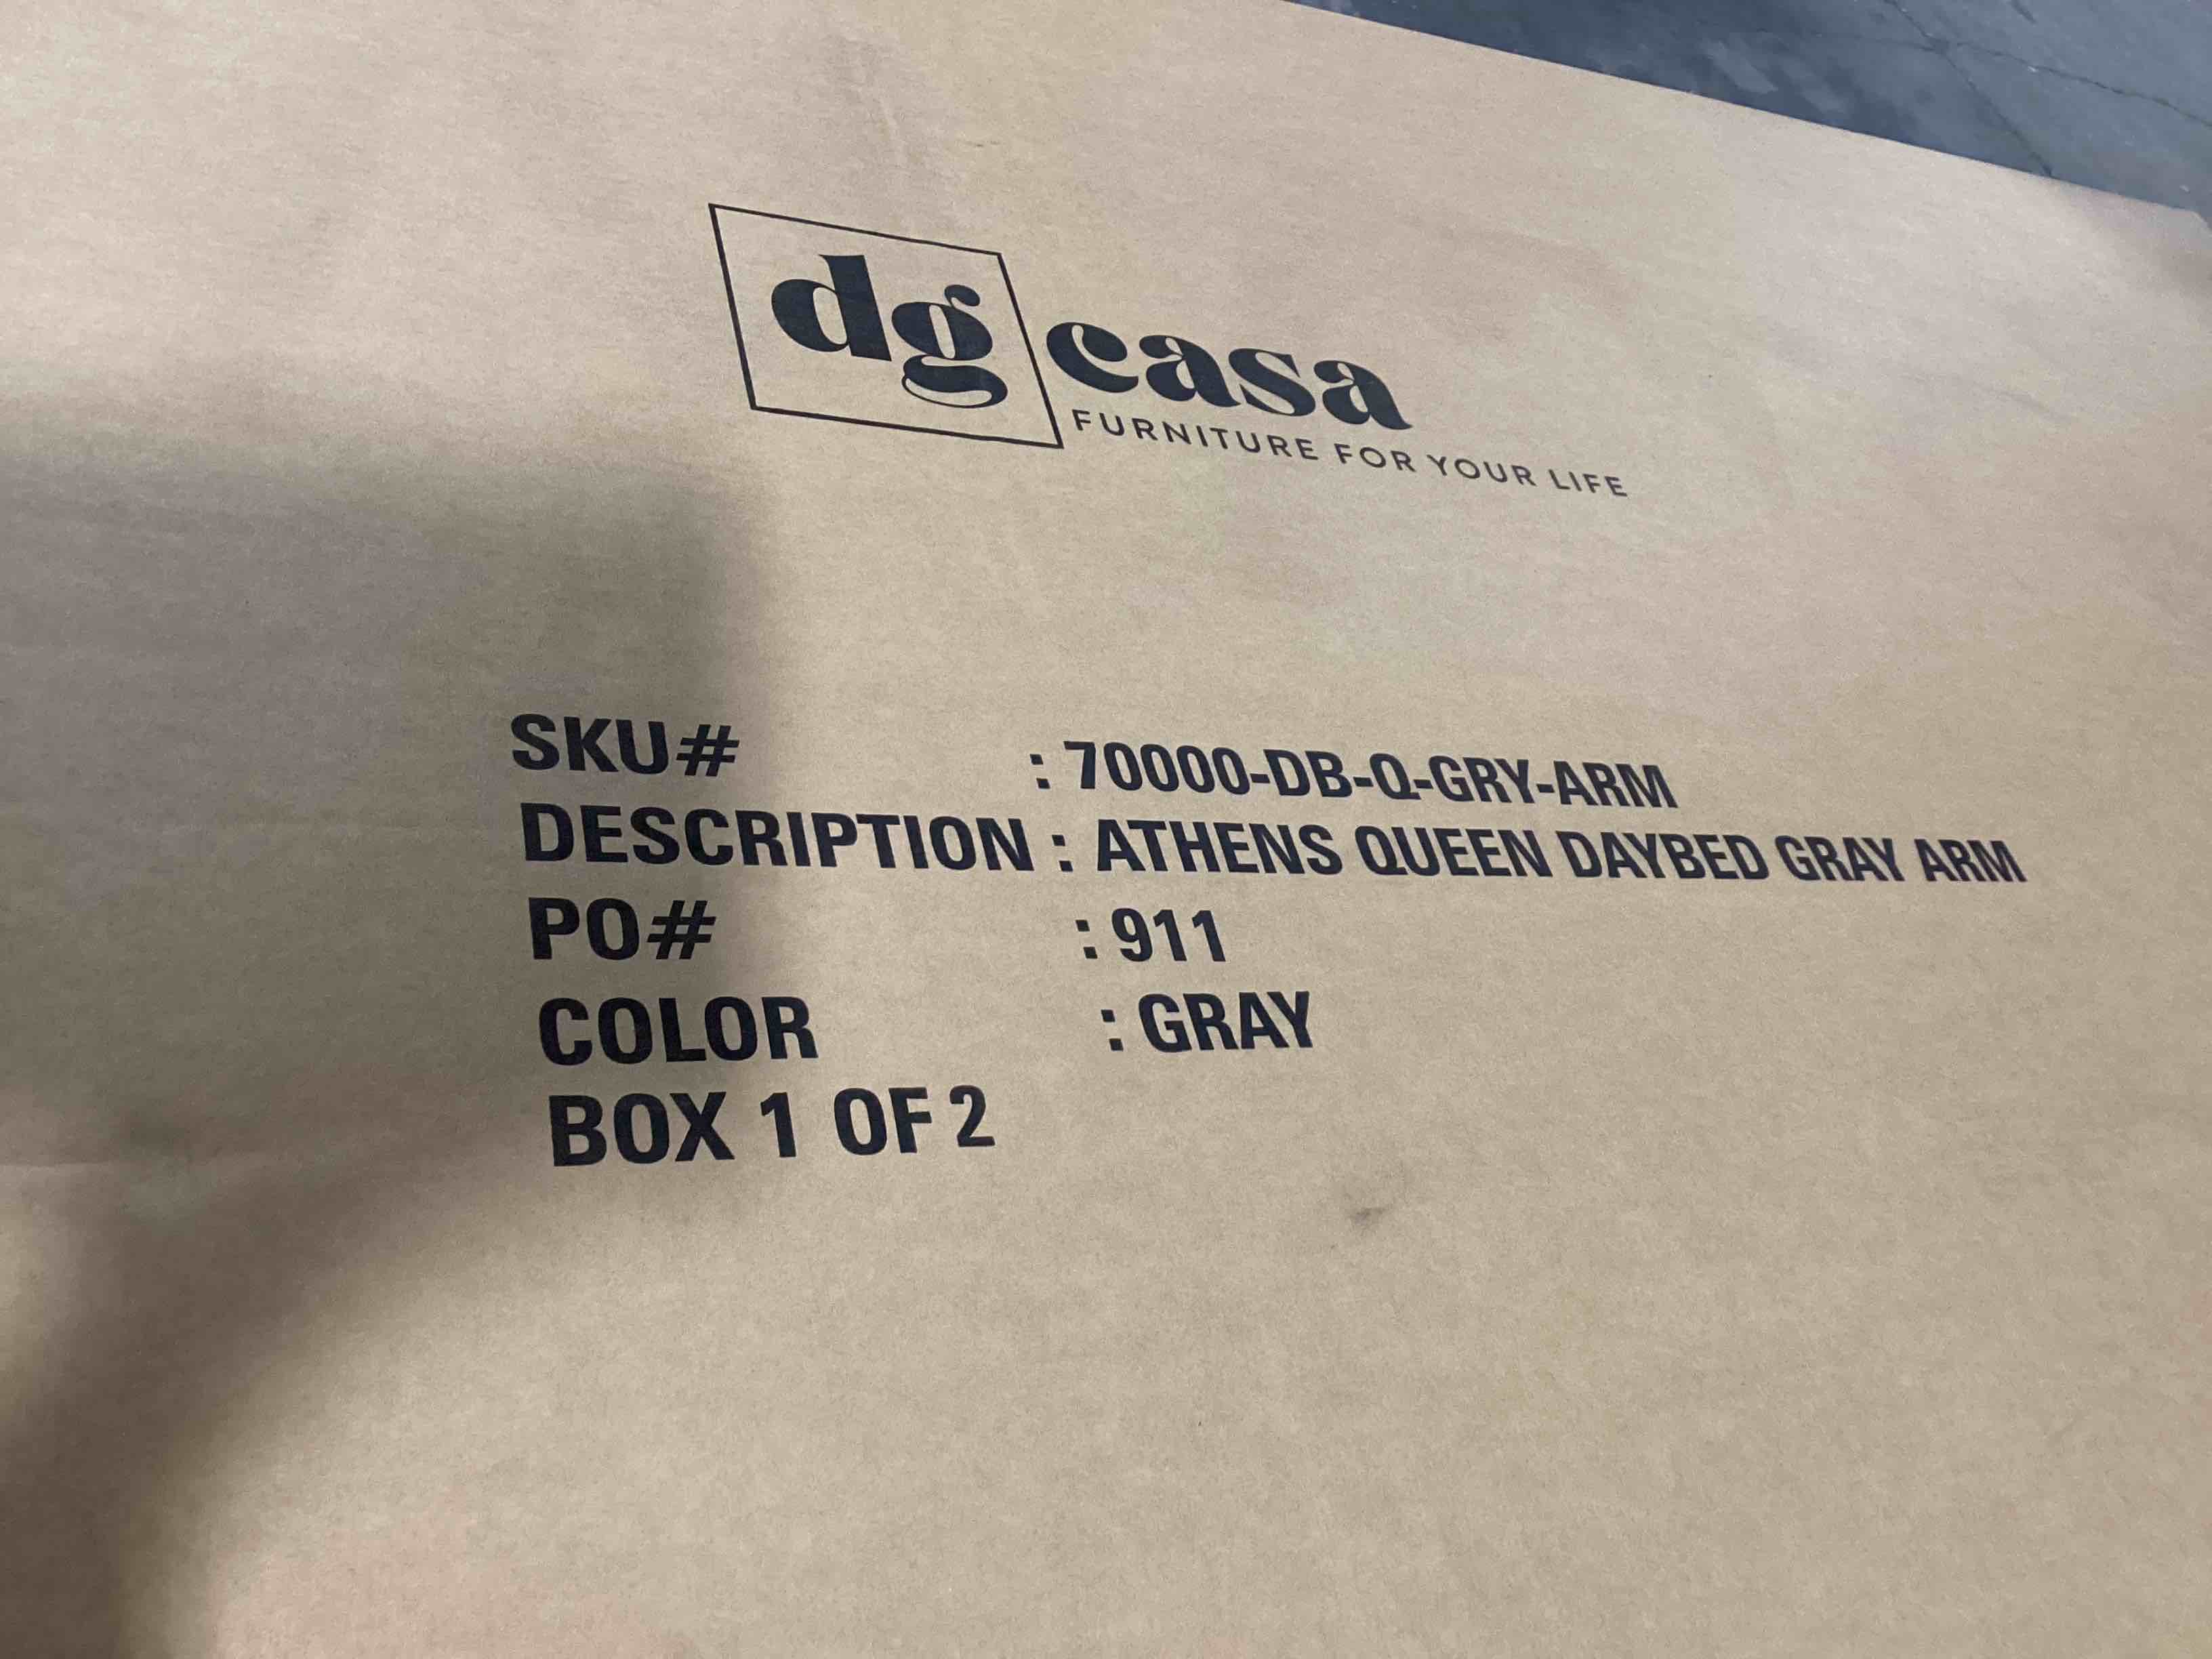 dg casa
FURNITURE FOR YOUR LIFE
SKU# : 70000-DB-Q-GRY-ARM
DESCRIPTION : ATHENS QUEEN DAYBED GRAY ARM
PO# : 911
COLOR : GRAY
BOX 1 OF 2